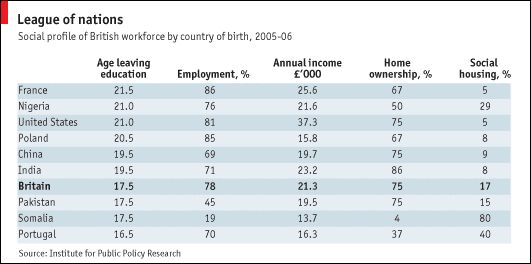 League of nations
Social profile of British workforce by country of birth, 2005-06
Age leaving education Employment, % Annual income £’000 Home ownership, % Social housing, %
France 21.5 86 25.6 67 5
Nigeria 21.0 76 21.6 50 29
United States 21.0 81 37.3 75 5
Poland 20.5 85 15.8 67 8
China 19.5 69 19.7 75 9
India 19.5 71 23.2 86 8
Britain 17.5 78 21.3 75 17
Pakistan 17.5 45 19.5 75 15
Somalia 17.5 19 13.7 4 80
Portugal 16.5 70 16.3 37 40
Source: Institute for Public Policy Research